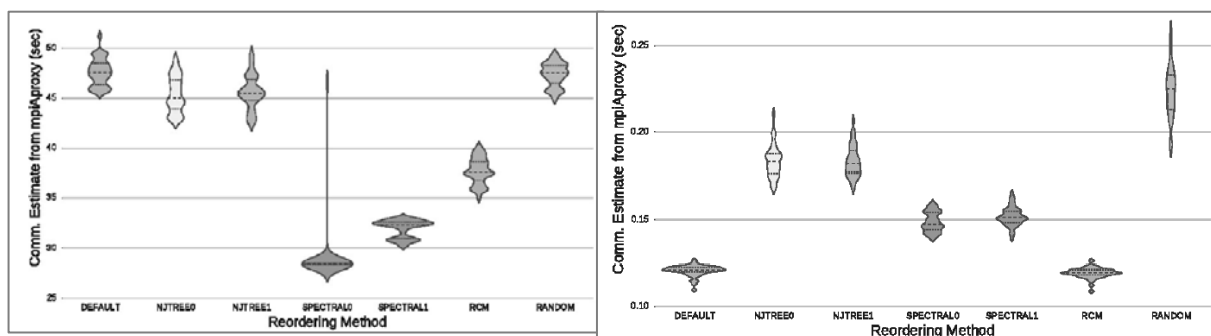 Comm. Estimate from mpiAproxy (sec)
50
45
40
35
30
25
DEFAULT NJTREE0 NJTREE1 SPECTRAL0 SPECTRAL1 RCM RANDOM
Reordering Method
Comm. Estimate from mpiAproxy (sec)
0.25
0.20
0.15
0.10
DEFAULT NJTREE0 NJTREE1 SPECTRAL0 SPECTRAL1 RCM RANDOM
Reordering Method